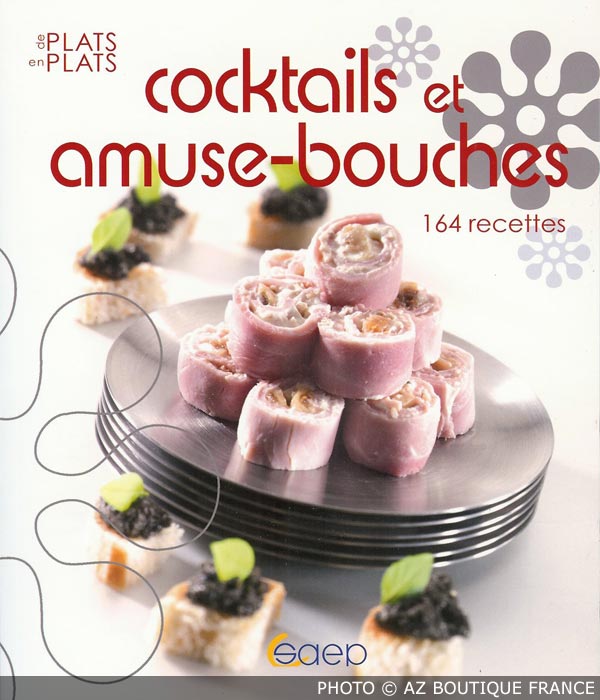 de PLATS
en PLATS
cocktails et
amuse-bouches
164 recettes
saep
PHOTO © AZ BOUTIQUE FRANCE